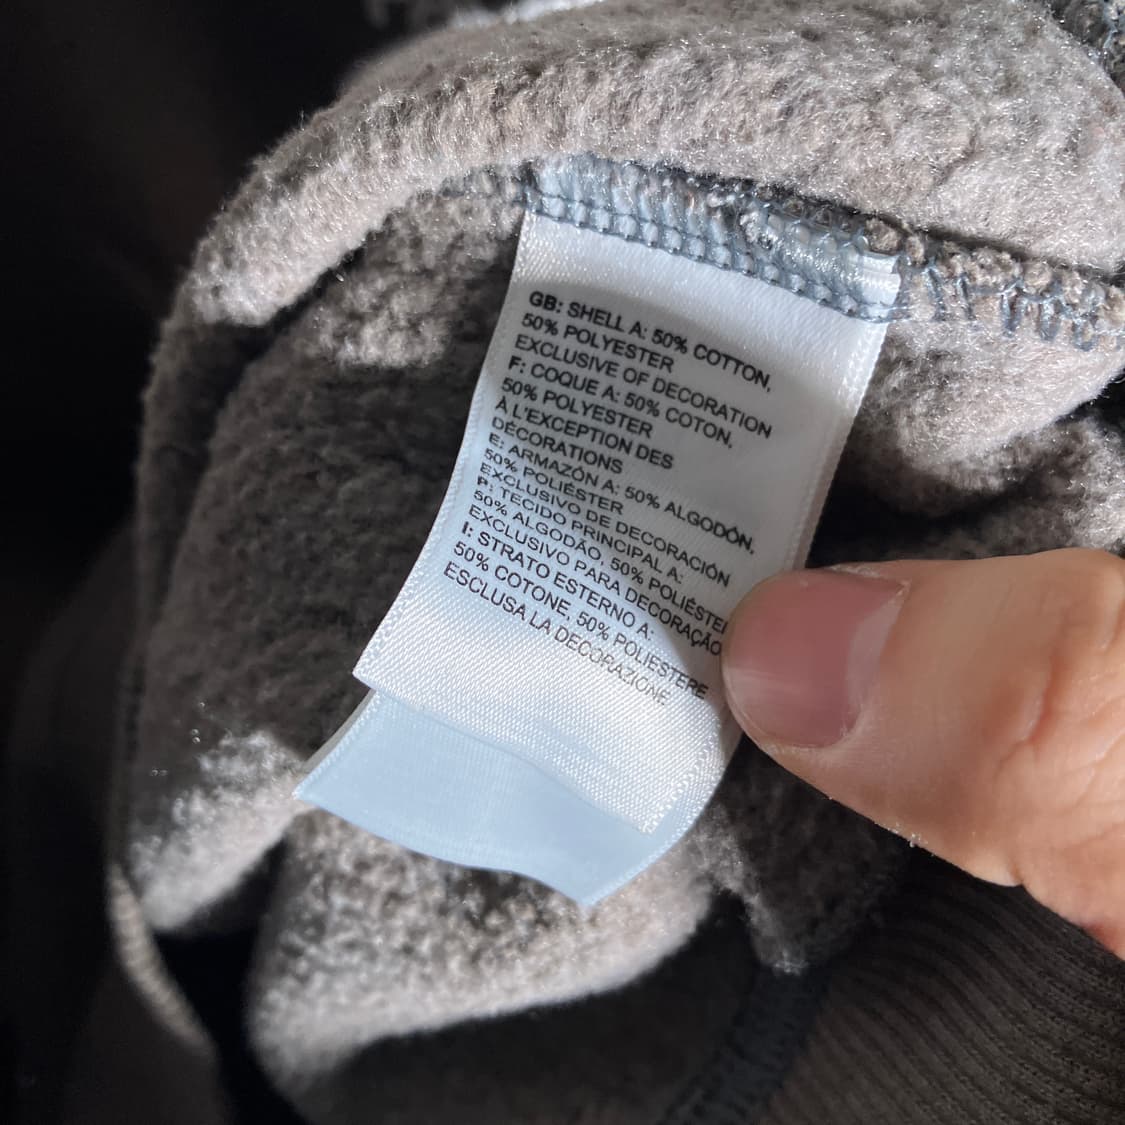 GB: SHELL A: 50% COTTON,
50% POLYESTER
EXCLUSIVE OF DECORATION
F: COQUE A: 50% COTON,
50% POLYESTER
À L'EXCEPTION DES
DÉCORATIONS
E: ARMAZÓN A: 50% ALGODÓN,
50% POLIÉSTER
EXCLUSIVO DE DECORACIÓN
P: TECIDO PRINCIPAL A:
50% ALGODÃO, 50% POLIÉSTE
EXCLUSIVO PARA DECORAÇÃO
I: STRATO ESTERNO A:
50% COTONE, 50% POLIESTERE
ESCLUSA LA DECORAZIONE